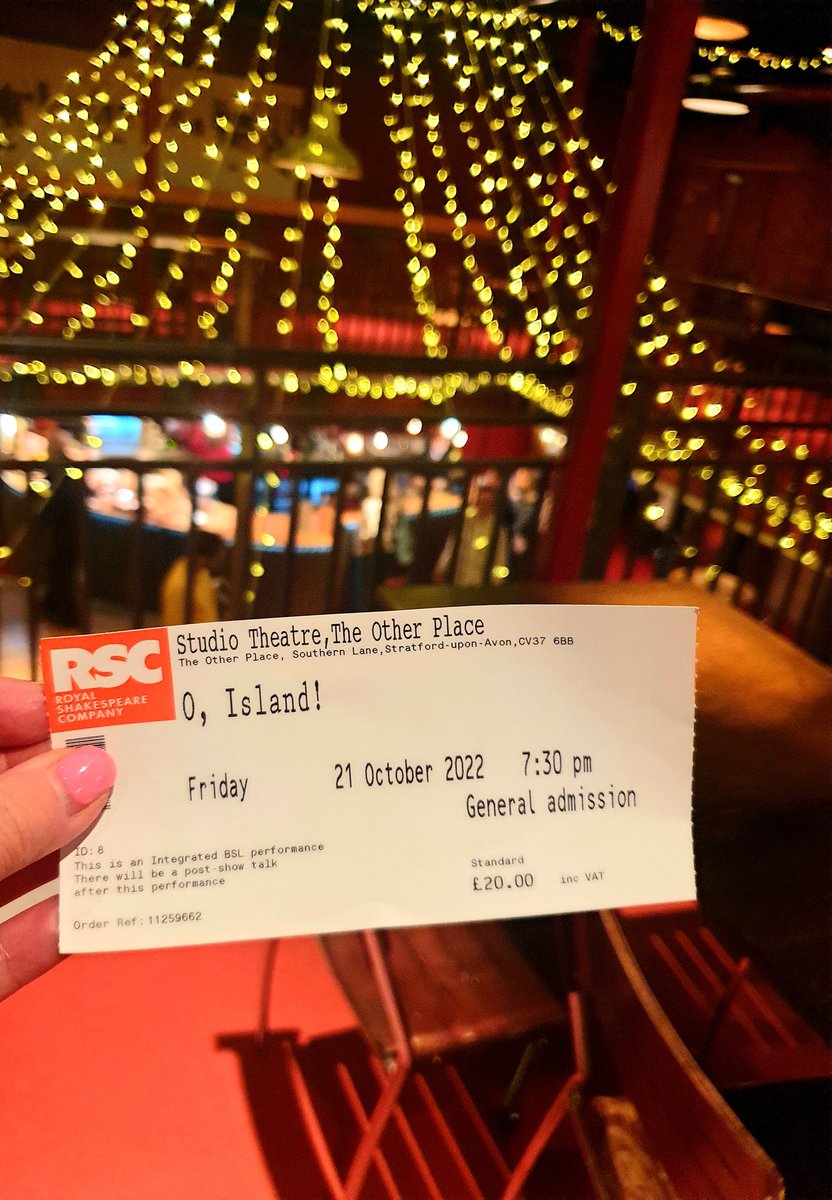 RSC
ROYAL
SHAKESPEARE
COMPANY
Studio Theatre,The Other Place
The Other Place, Southern Lane,Stratford-upon-Avon,CV37 6BB
O, Island!
Friday 21 October 2022 7:30 pm
General admission
ID: 8
This is an Integrated BSL performance
There will be a post-show talk
after this performance
Standard
£20.00 inc VAT
Order Ref: 11259662